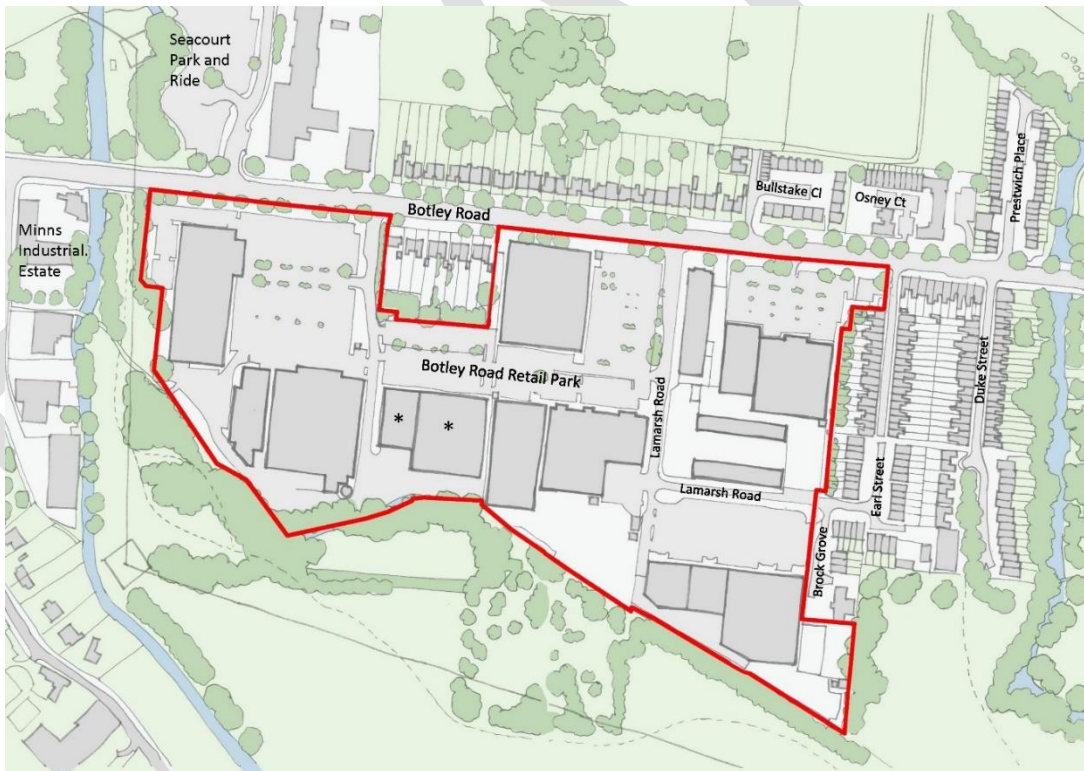 Seacourt
Park and
Ride
Prestwich Place
Bullstake Cl
Osney Ct
Botley Road
Minns
Industrial.
Estate
Botley Road Retail Park
Lamarsh Road
Duke Street
*
*
Lamarsh Road
Earl Street
Brock Grove